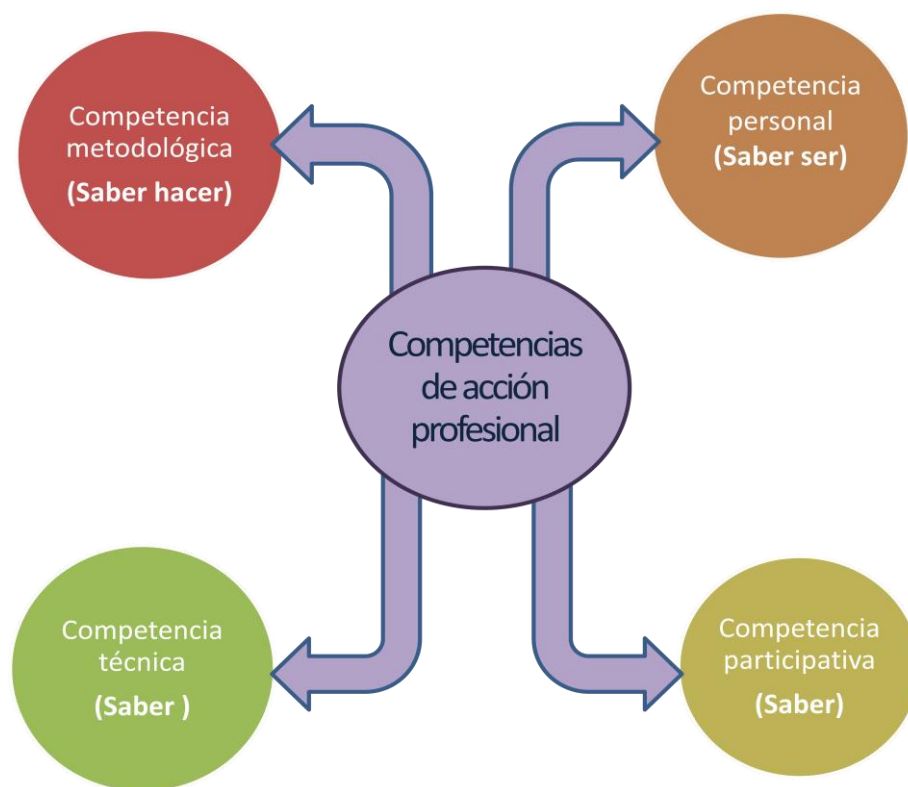 Competencia
metodológica
(Saber hacer)
Competencia
personal
(Saber ser)
Competencias
de acción
profesional
Competencia
técnica
(Saber )
Competencia
participativa
(Saber)